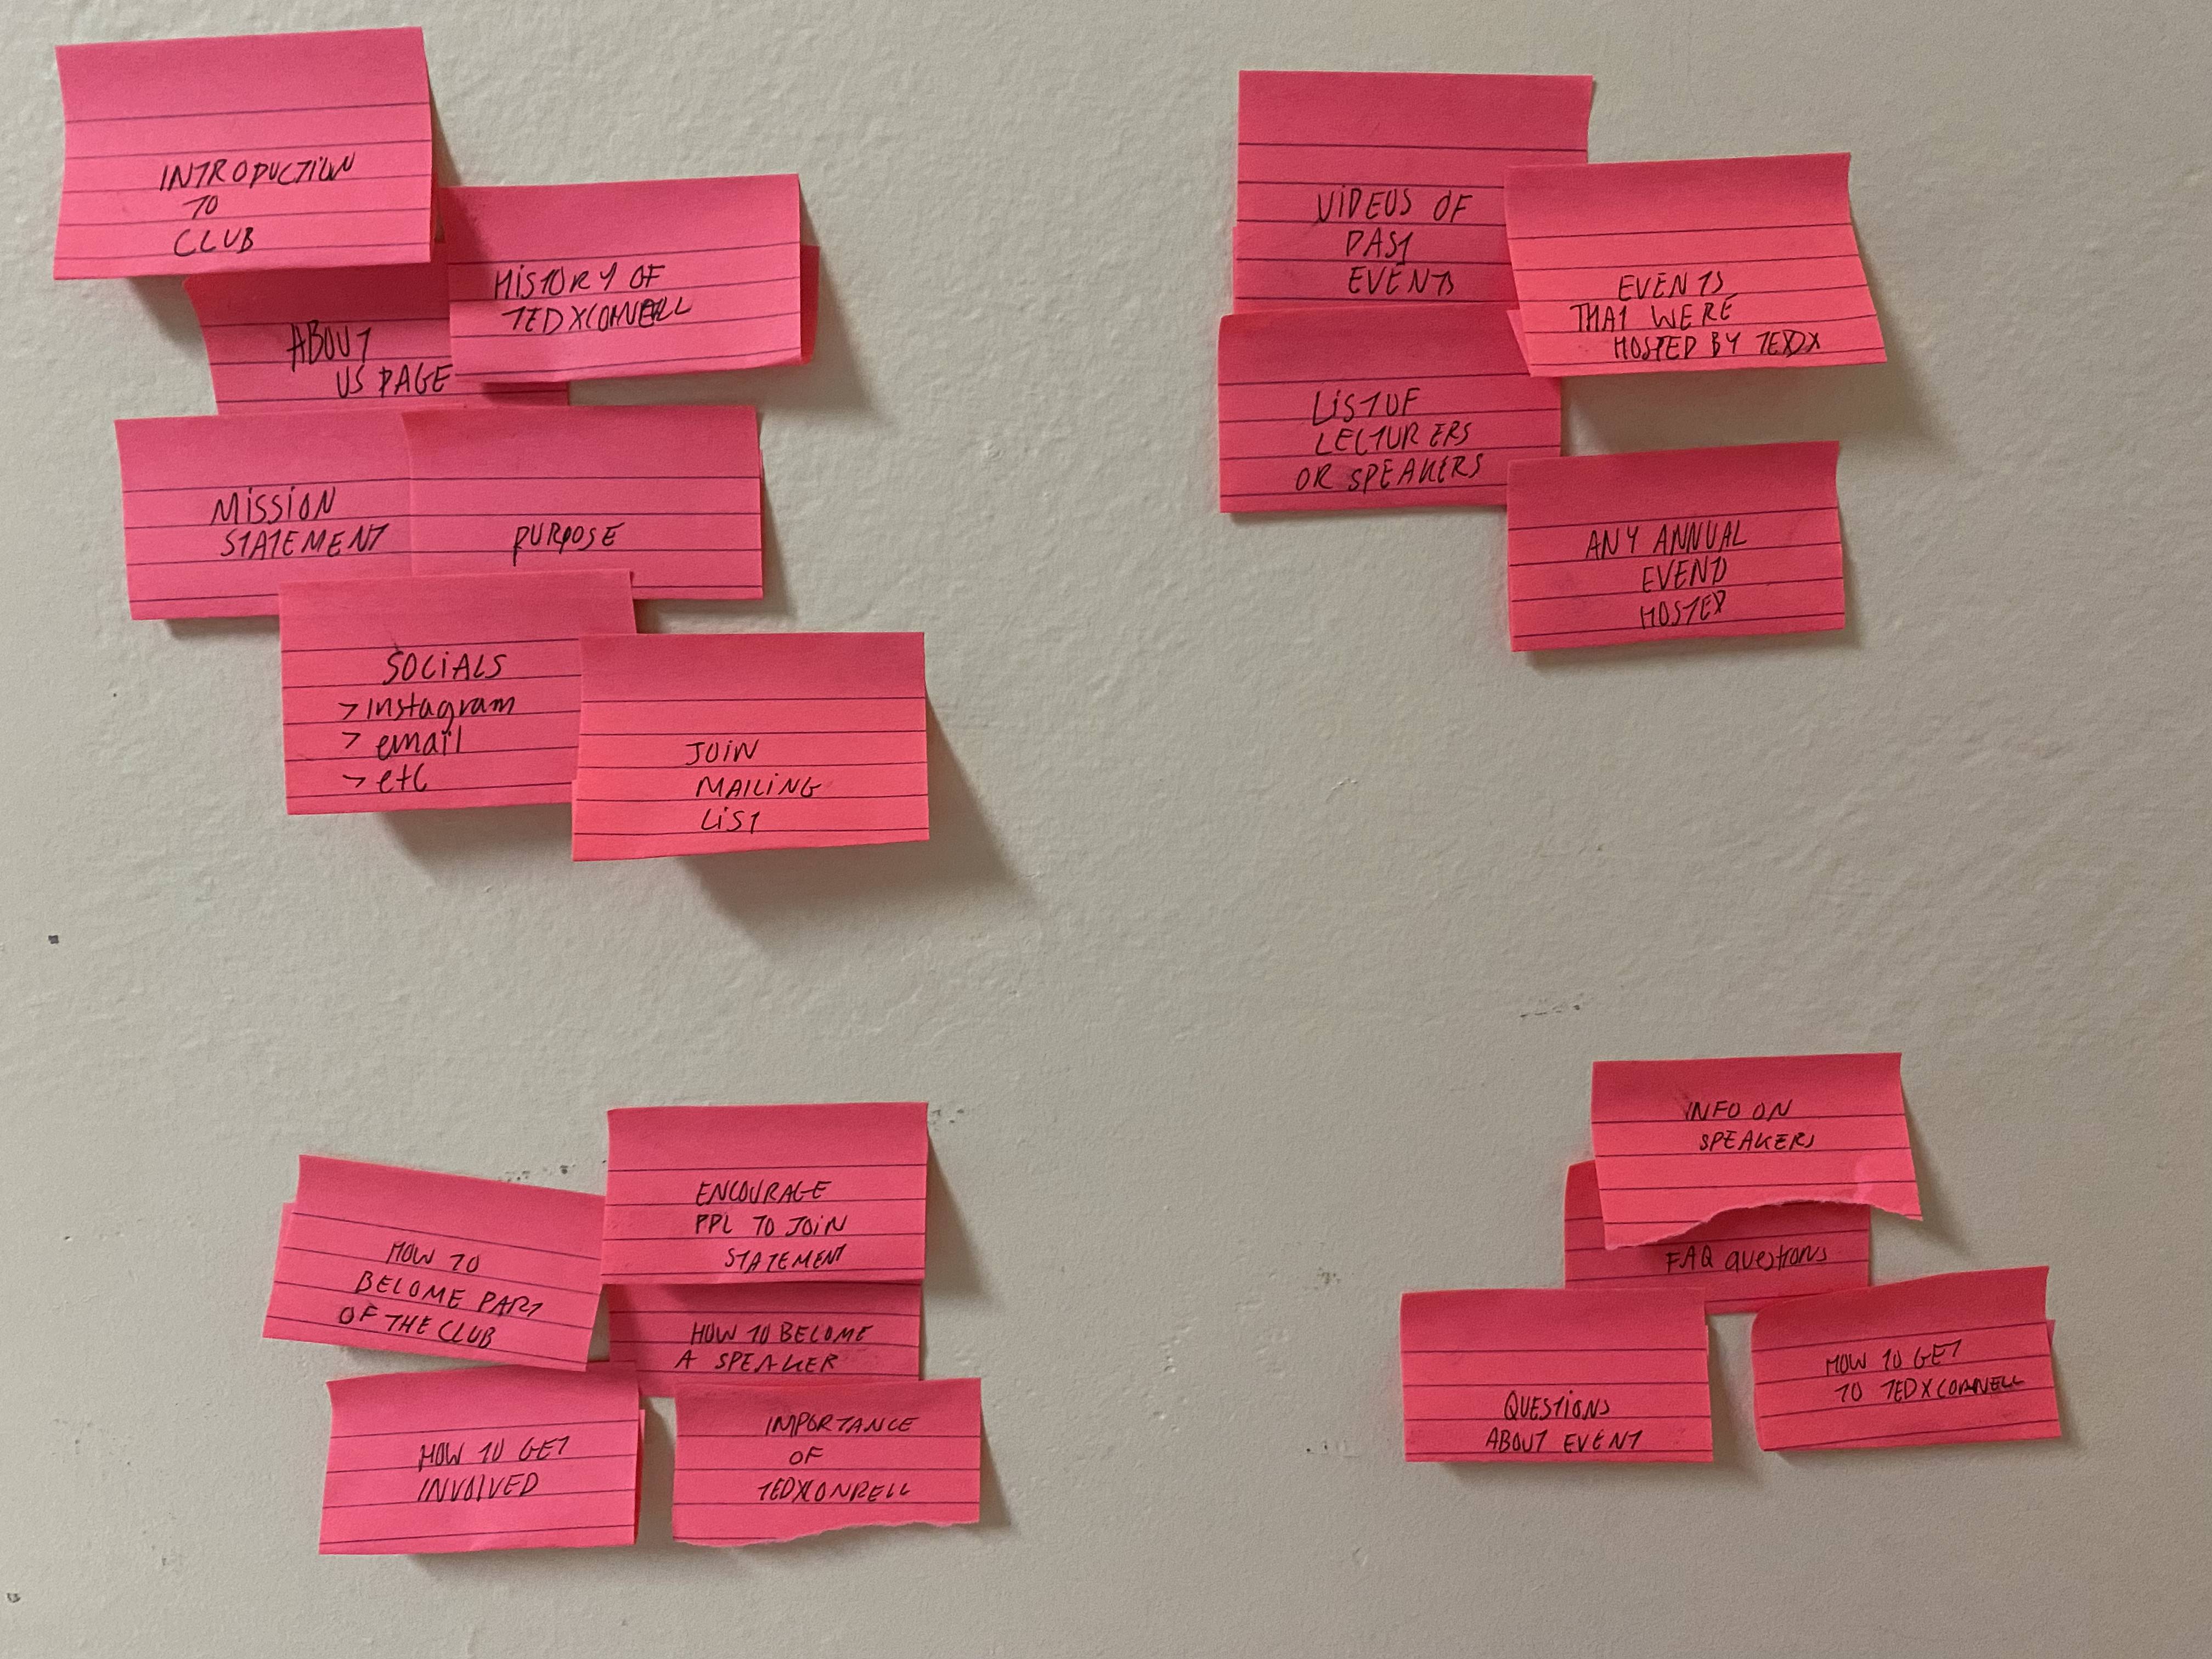 INTRODUCTION
TO
CLUB
HISTORY OF
TEDXCORNELL
ABOUT
US PAGE
MISSION
STATEMENT
PURPOSE
SOCIALS
> instagram
> email
> etc
JOIN
MAILING
LIST
VIDEOS OF
PAST
EVENTS
EVENTS
THAT WERE
HOSTED BY TEDX
LIST OF
LECTURERS
OR SPEAKERS
ANY ANNUAL
EVENTS
HOSTED
HOW TO
BECOME PART
OF THE CLUB
ENCOURAGE
PPL TO JOIN
STATEMENT
HOW TO BECOME
A SPEAKER
HOW TO GET
INVOLVED
IMPORTANCE
OF
TEDXCONRELL
INFO ON
SPEAKERS
FAQ questions
QUESTIONS
ABOUT EVENT
HOW TO GET
TO TEDXCORNELL